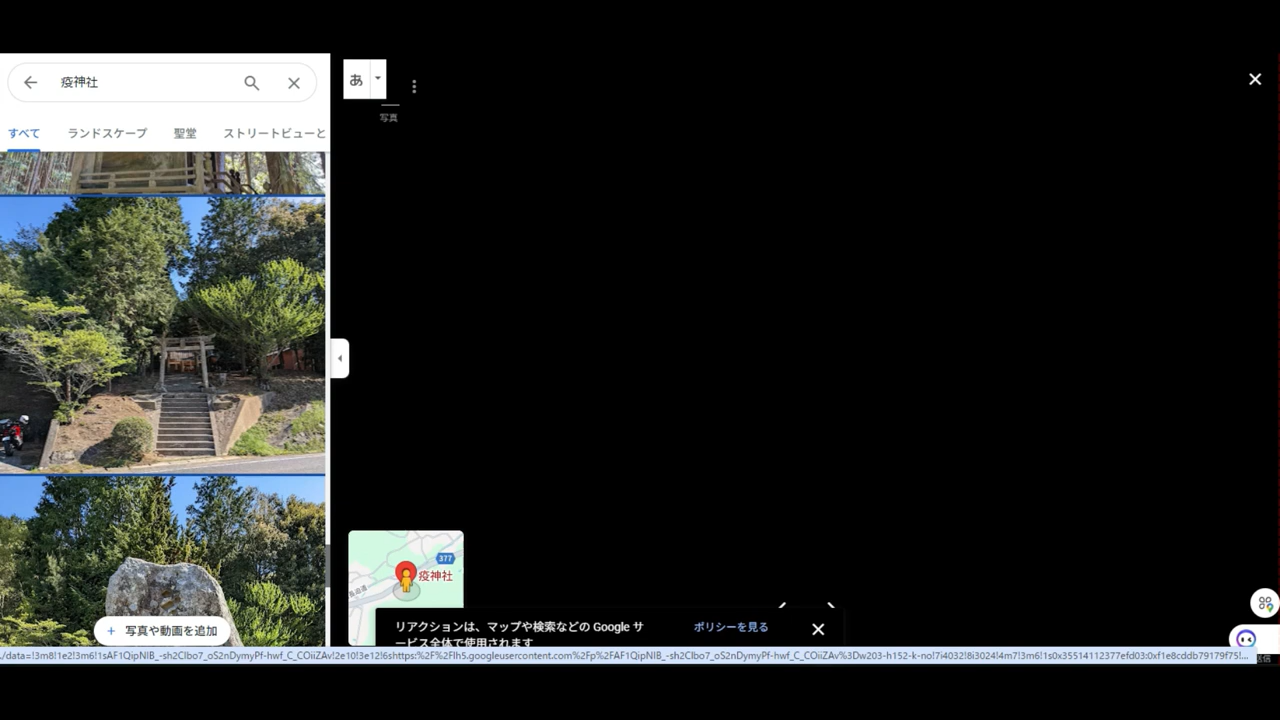 疫神社
あ
写真
すべて
ランドスケープ
聖堂
ストリートビューと
377
疫神社
写真や動画を追加
リアクションは、マップや検索などの Google サ
ービス全体で使用されます
ポリシーを見る